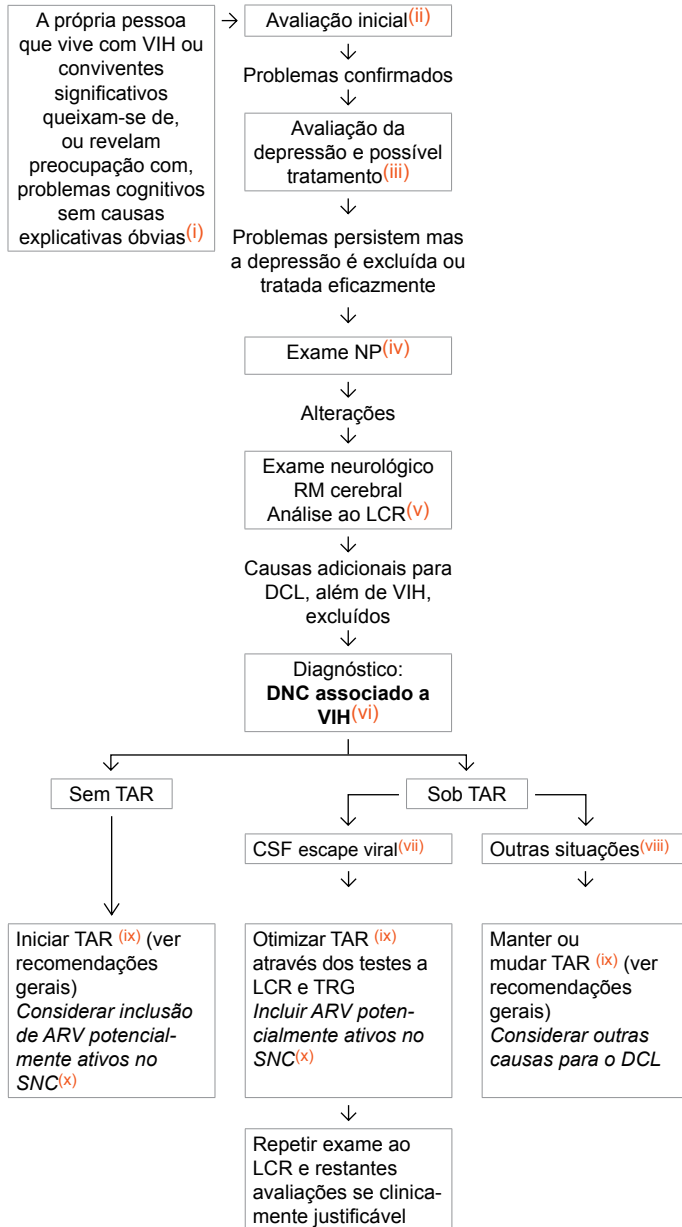 A própria pessoa
que vive com VIH ou
conviventes
significativos
queixam-se de,
ou revelam
preocupação com,
problemas cognitivos
sem causas
explicativas óbvias(i)
Avaliação inicial(ii)
Problemas confirmados
Avaliação da
depressão e possível
tratamento(iii)
Problemas persistem mas
a depressão é excluída ou
tratada eficazmente
Exame NP(iv)
Alterações
Exame neurológico
RM cerebral
Análise ao LCR(v)
Causas adicionais para
DCL, além de VIH,
excluídos
Diagnóstico:
DNC associado a
VIH(vi)
Sem TAR
Sob TAR
CSF escape viral(vii)
Outras situações(viii)
Iniciar TAR (ix) (ver
recomendações
gerais)
Considerar inclusão
de ARV potencial-
mente ativos no
SNC(x)
Otimizar TAR (ix)
através dos testes a
LCR e TRG
Incluir ARV poten-
cialmente ativos no
SNC(x)
Manter ou
mudar TAR (ix) (ver
recomendações
gerais)
Considerar outras
causas para o DCL
Repetir exame ao
LCR e restantes
avaliações se clinica-
mente justificável